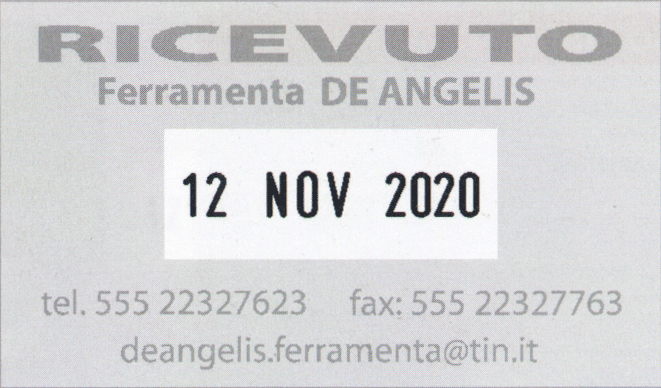 RICEVUTO
Ferramenta DE ANGELIS
12 NOV 2020
tel. 555 22327623 fax: 555 22327763
deangelis.ferramenta@tin.it